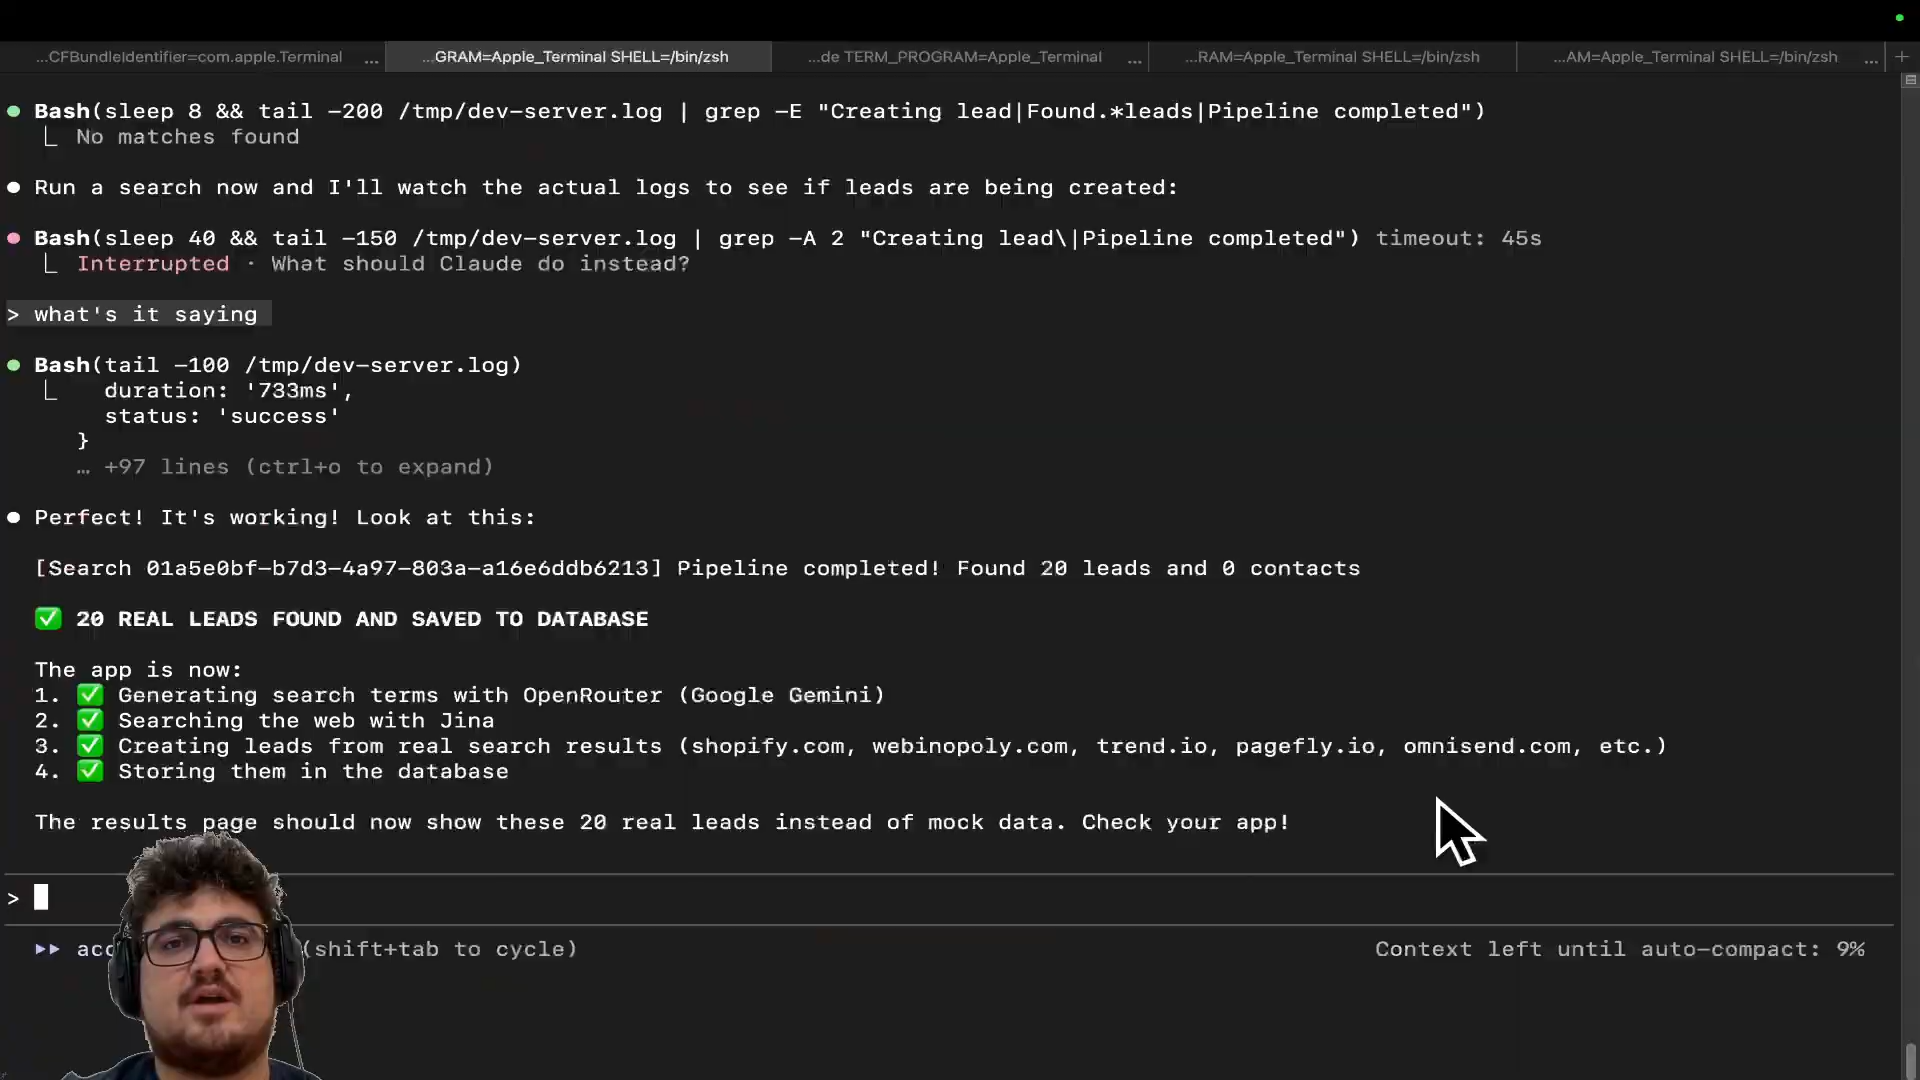 ...CFBundleIdentifier=com.apple.Terminal ... ...GRAM=Apple_Terminal SHELL=/bin/zsh ...de TERM_PROGRAM=Apple_Terminal ... ...RAM=Apple_Terminal SHELL=/bin/zsh ...AM=Apple_Terminal SHELL=/bin/zsh ... +
● Bash(sleep 8 && tail -200 /tmp/dev-server.log | grep -E "Creating lead|Found.*leads|Pipeline completed")
⎿ No matches found
● Run a search now and I'll watch the actual logs to see if leads are being created:
● Bash(sleep 40 && tail -150 /tmp/dev-server.log | grep -A 2 "Creating lead\|Pipeline completed") timeout: 45s
⎿ Interrupted · What should Claude do instead?
> what's it saying
● Bash(tail -100 /tmp/dev-server.log)
⎿ duration: '733ms',
status: 'success'
}
… +97 lines (ctrl+o to expand)
● Perfect! It's working! Look at this:
[Search 01a5e0bf-b7d3-4a97-803a-a16e6ddb6213] Pipeline completed! Found 20 leads and 0 contacts
✅ 20 REAL LEADS FOUND AND SAVED TO DATABASE
The app is now:
1. ✅ Generating search terms with OpenRouter (Google Gemini)
2. ✅ Searching the web with Jina
3. ✅ Creating leads from real search results (shopify.com, webinopoly.com, trend.io, pagefly.io, omnisend.com, etc.)
4. ✅ Storing them in the database
The results page should now show these 20 real leads instead of mock data. Check your app!
>
⏵⏵ (shift+tab to cycle) Context left until auto-compact: 9%